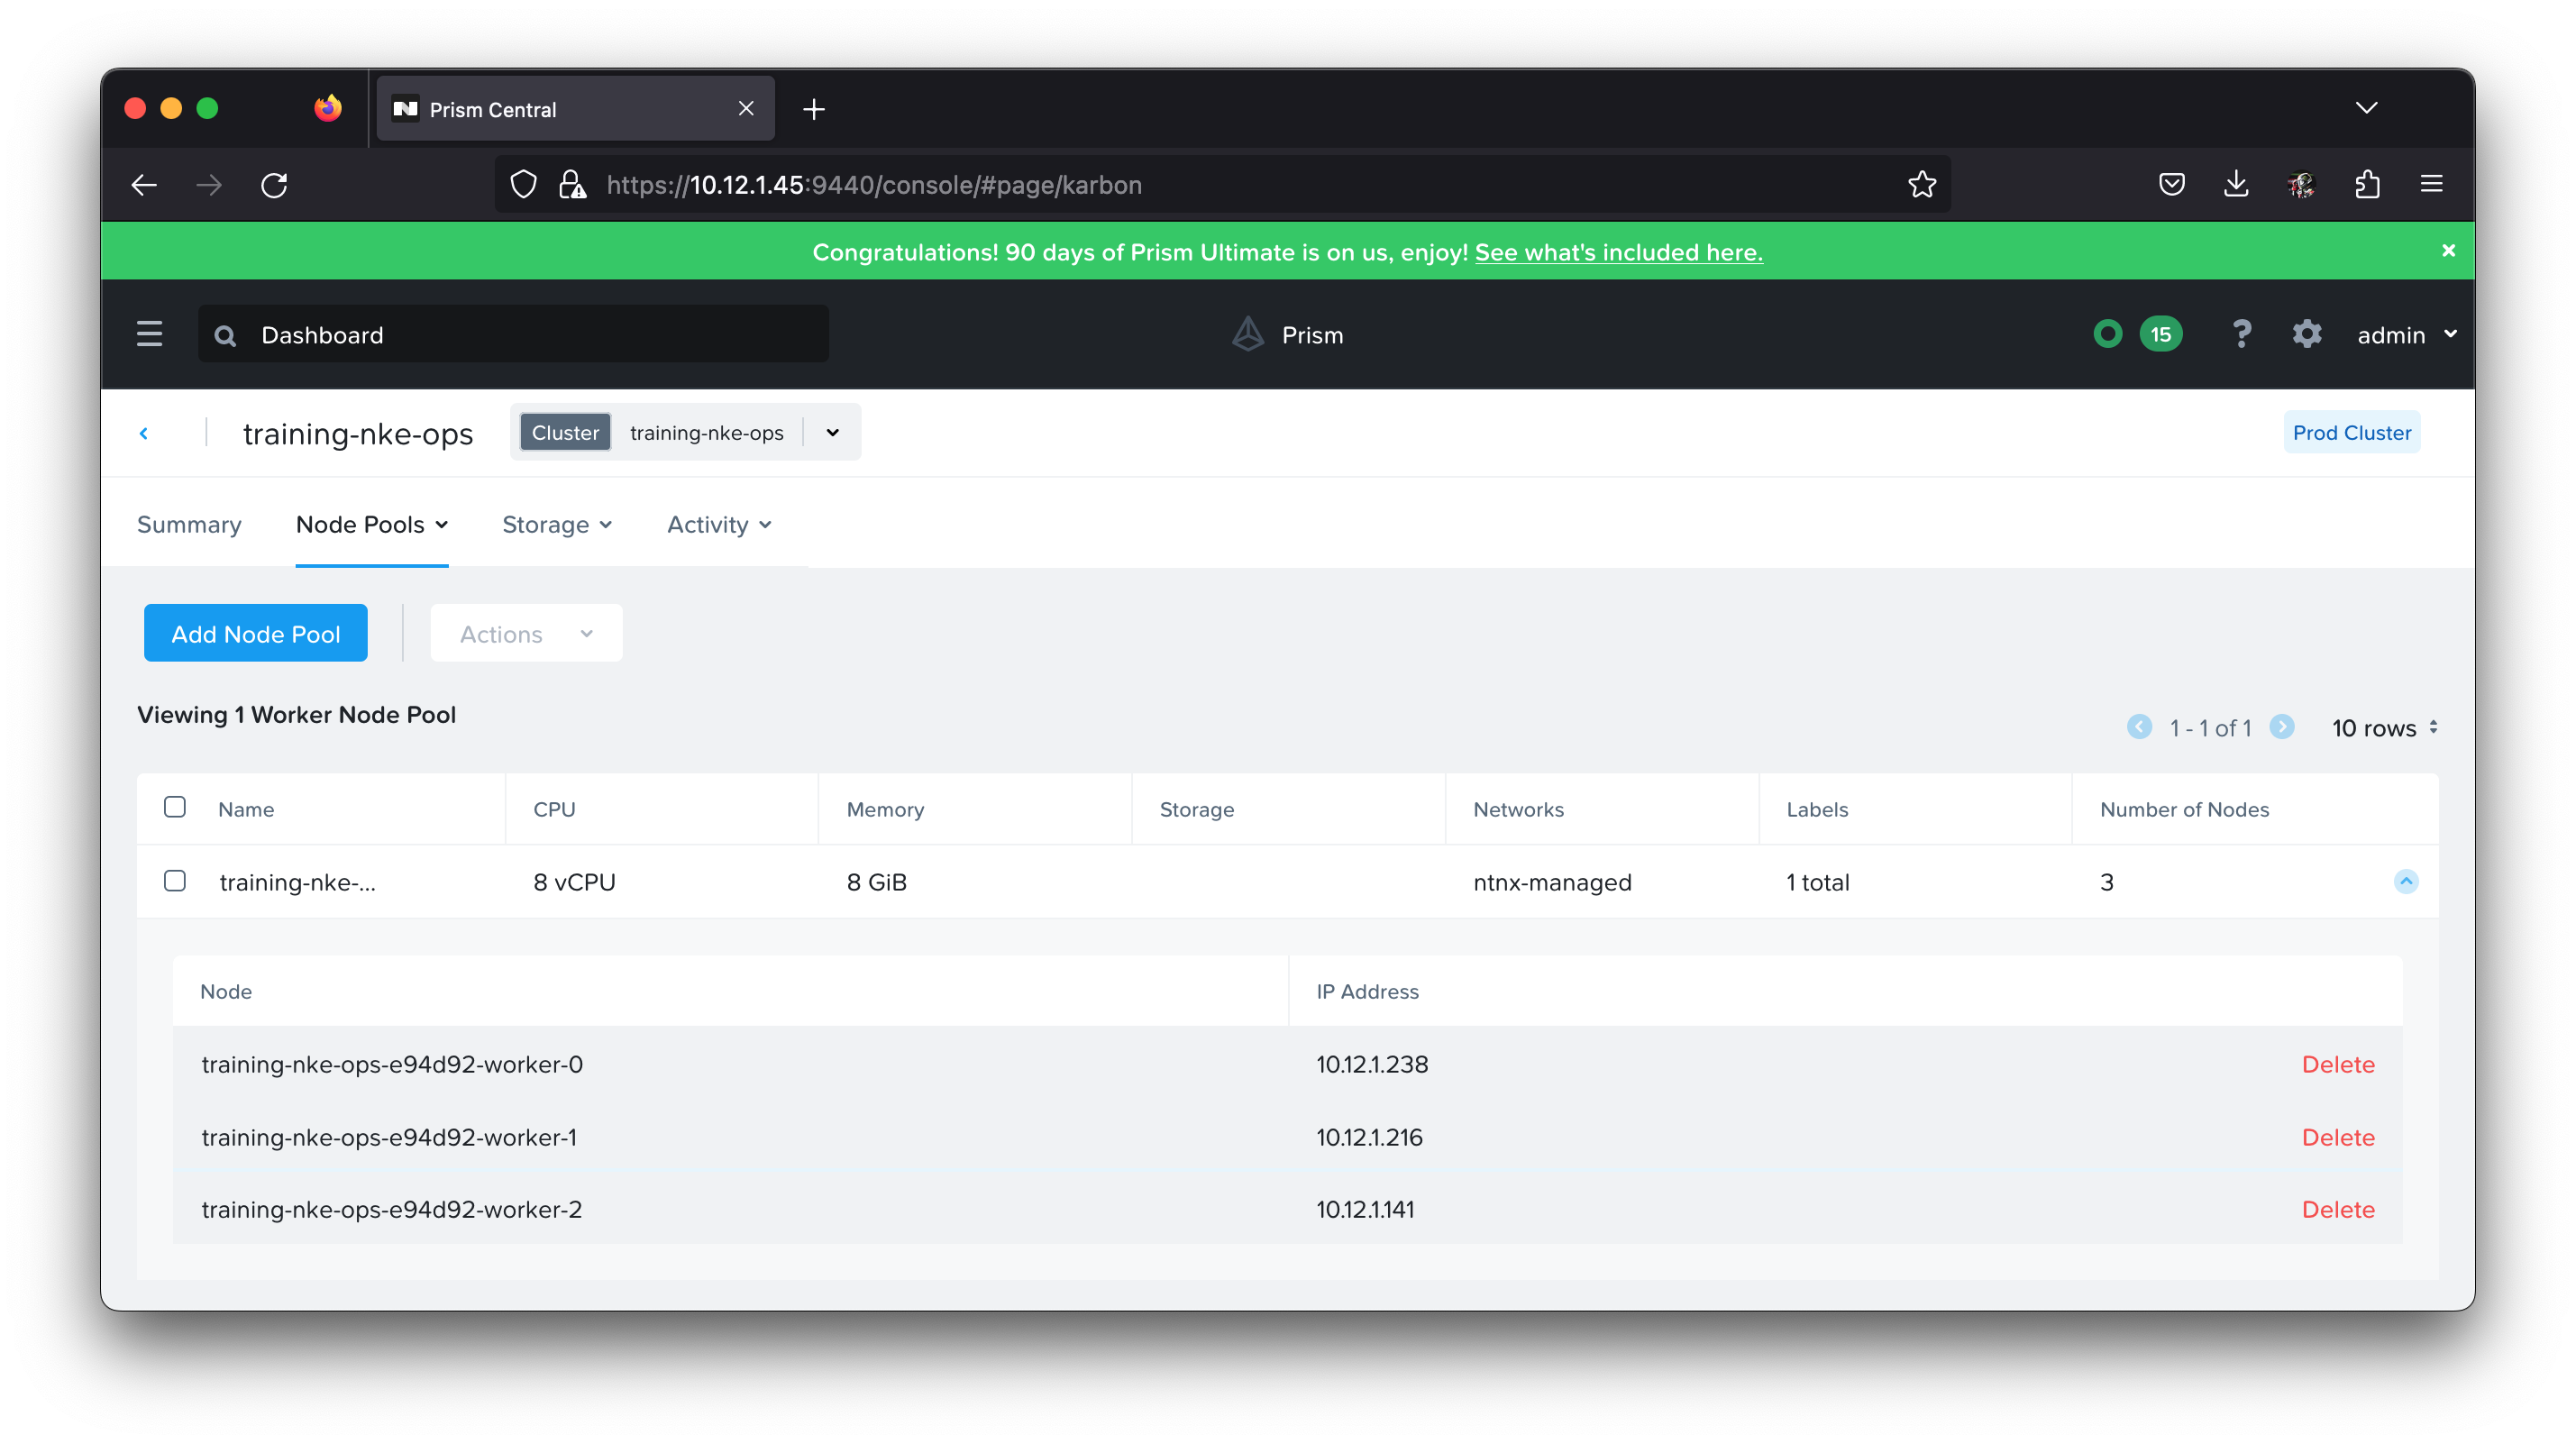 Prism Central
https://10.12.1.45:9440/console/#page/karbon
Congratulations! 90 days of Prism Ultimate is on us, enjoy! See what's included here.
Dashboard
Prism
15
?
admin
training-nke-ops
Cluster
training-nke-ops
Prod Cluster
Summary
Node Pools
Storage
Activity
Add Node Pool
Actions
Viewing 1 Worker Node Pool
1 - 1 of 1
10 rows
Name CPU Memory Storage Networks Labels Number of Nodes
training-nke-... 8 vCPU 8 GiB ntnx-managed 1 total 3
Node IP Address
training-nke-ops-e94d92-worker-0 10.12.1.238 Delete
training-nke-ops-e94d92-worker-1 10.12.1.216 Delete
training-nke-ops-e94d92-worker-2 10.12.1.141 Delete